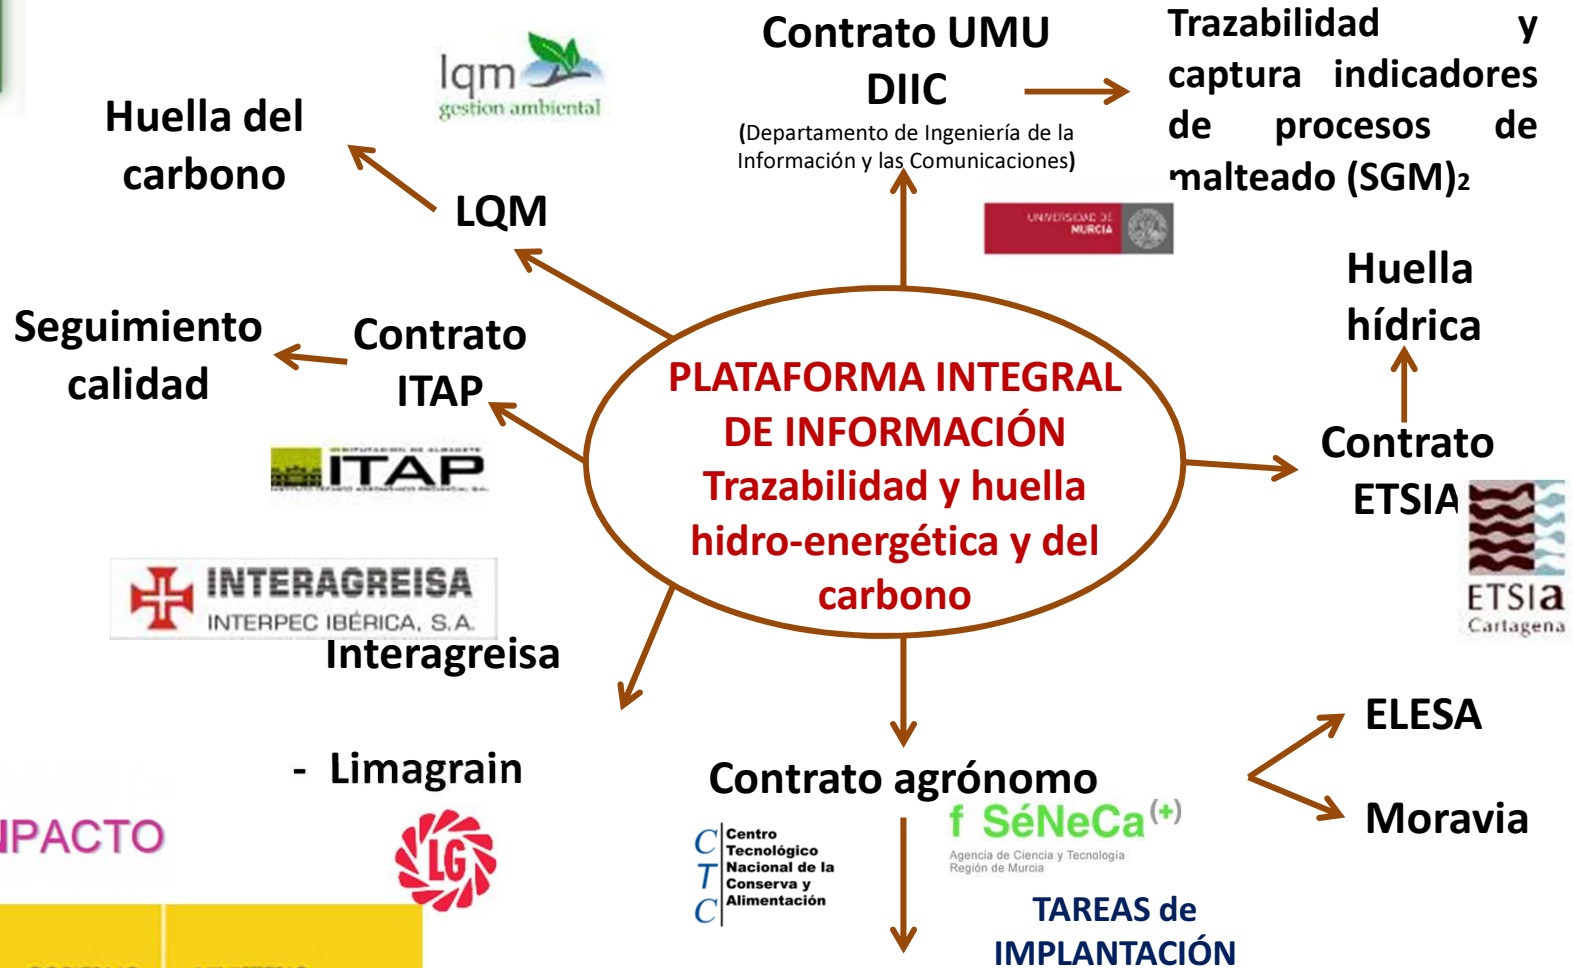 Contrato UMU
DIIC
(Departamento de Ingeniería de la
Información y las Comunicaciones)
Trazabilidad y
captura indicadores
de procesos de
malteado (SGM)2
lqm
gestion ambiental
Huella del
carbono
LQM
UNIVERSIDAD DE
MURCIA
Huella
hídrica
Seguimiento
calidad
Contrato
ITAP
ITAP
PLATAFORMA INTEGRAL
DE INFORMACIÓN
Trazabilidad y huella
hidro-energética y del
carbono
Contrato
ETSIA
ETSIa
Cartagena
INTERAGREISA
INTERPEC IBÉRICA, S.A.
Interagreisa
- Limagrain
LG
Contrato agrónomo
ELESA
Moravia
CTC
Centro
Tecnológico
Nacional de la
Conserva y
Alimentación
f SéNeCa(+)
Agencia de Ciencia y Tecnología
Región de Murcia
TAREAS de
IMPLANTACIÓN
NPACTO